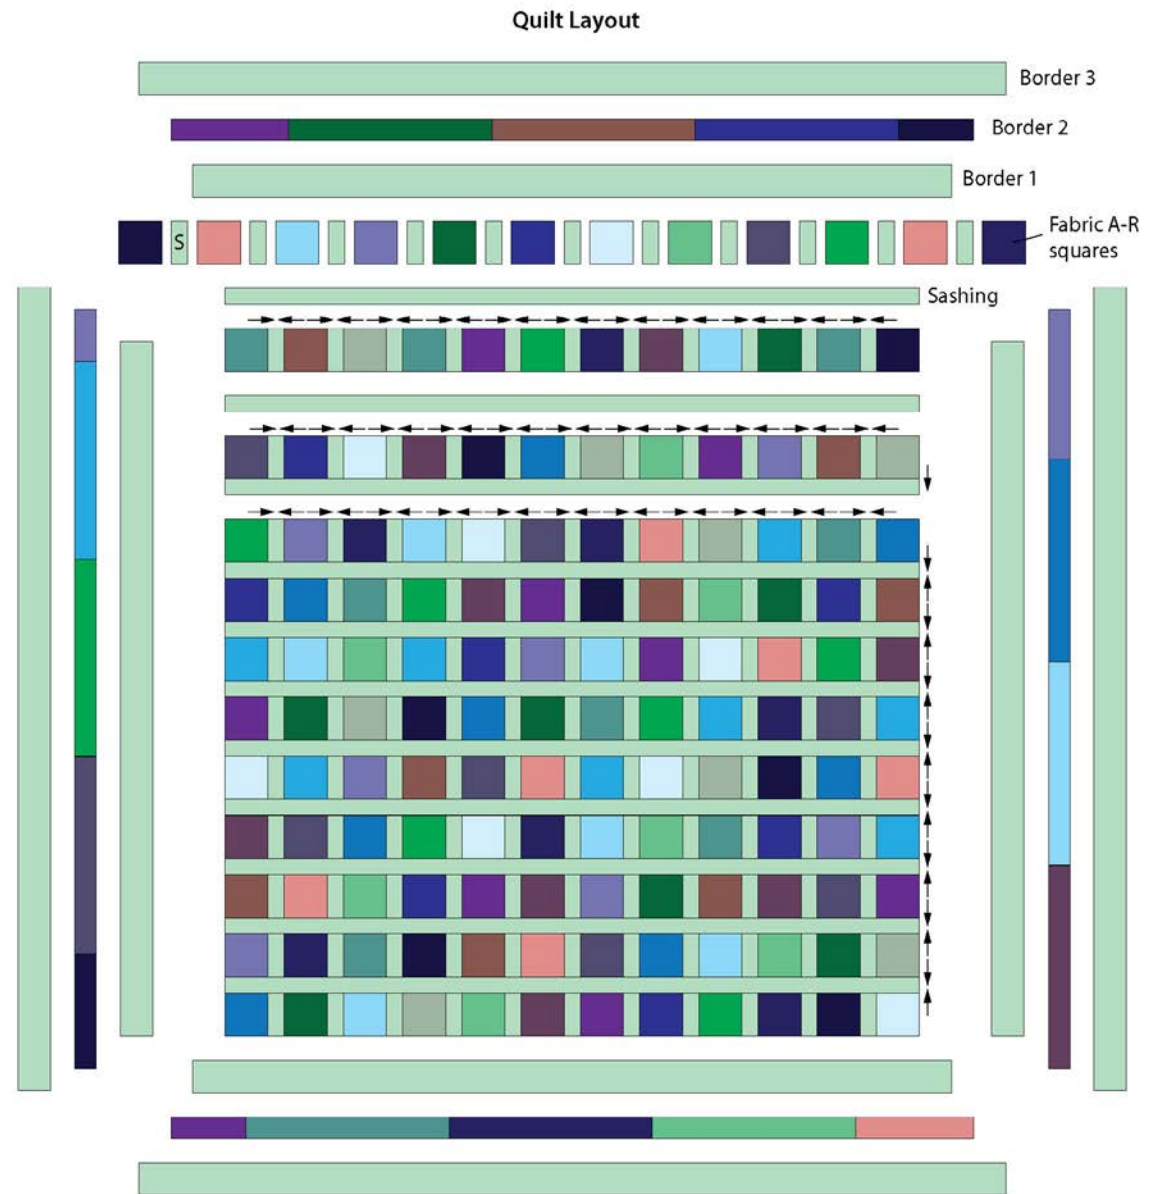 Quilt Layout
Border 3
Border 2
Border 1
S
Fabric A-R
squares
Sashing